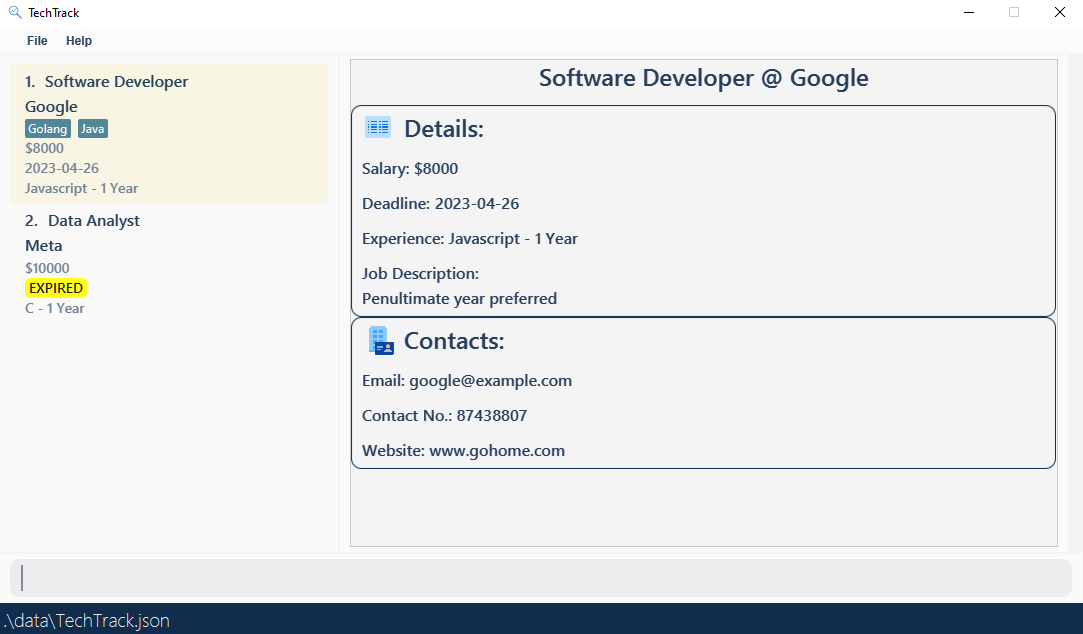 TechTrack
File Help
1. Software Developer
Google
Golang Java
$8000
2023-04-26
Javascript - 1 Year
2. Data Analyst
Meta
$10000
EXPIRED
C - 1 Year
Software Developer @ Google
Details:
Salary: $8000
Deadline: 2023-04-26
Experience: Javascript - 1 Year
Job Description:
Penultimate year preferred
Contacts:
Email: google@example.com
Contact No.: 87438807
Website: www.gohome.com
.\data\TechTrack.json